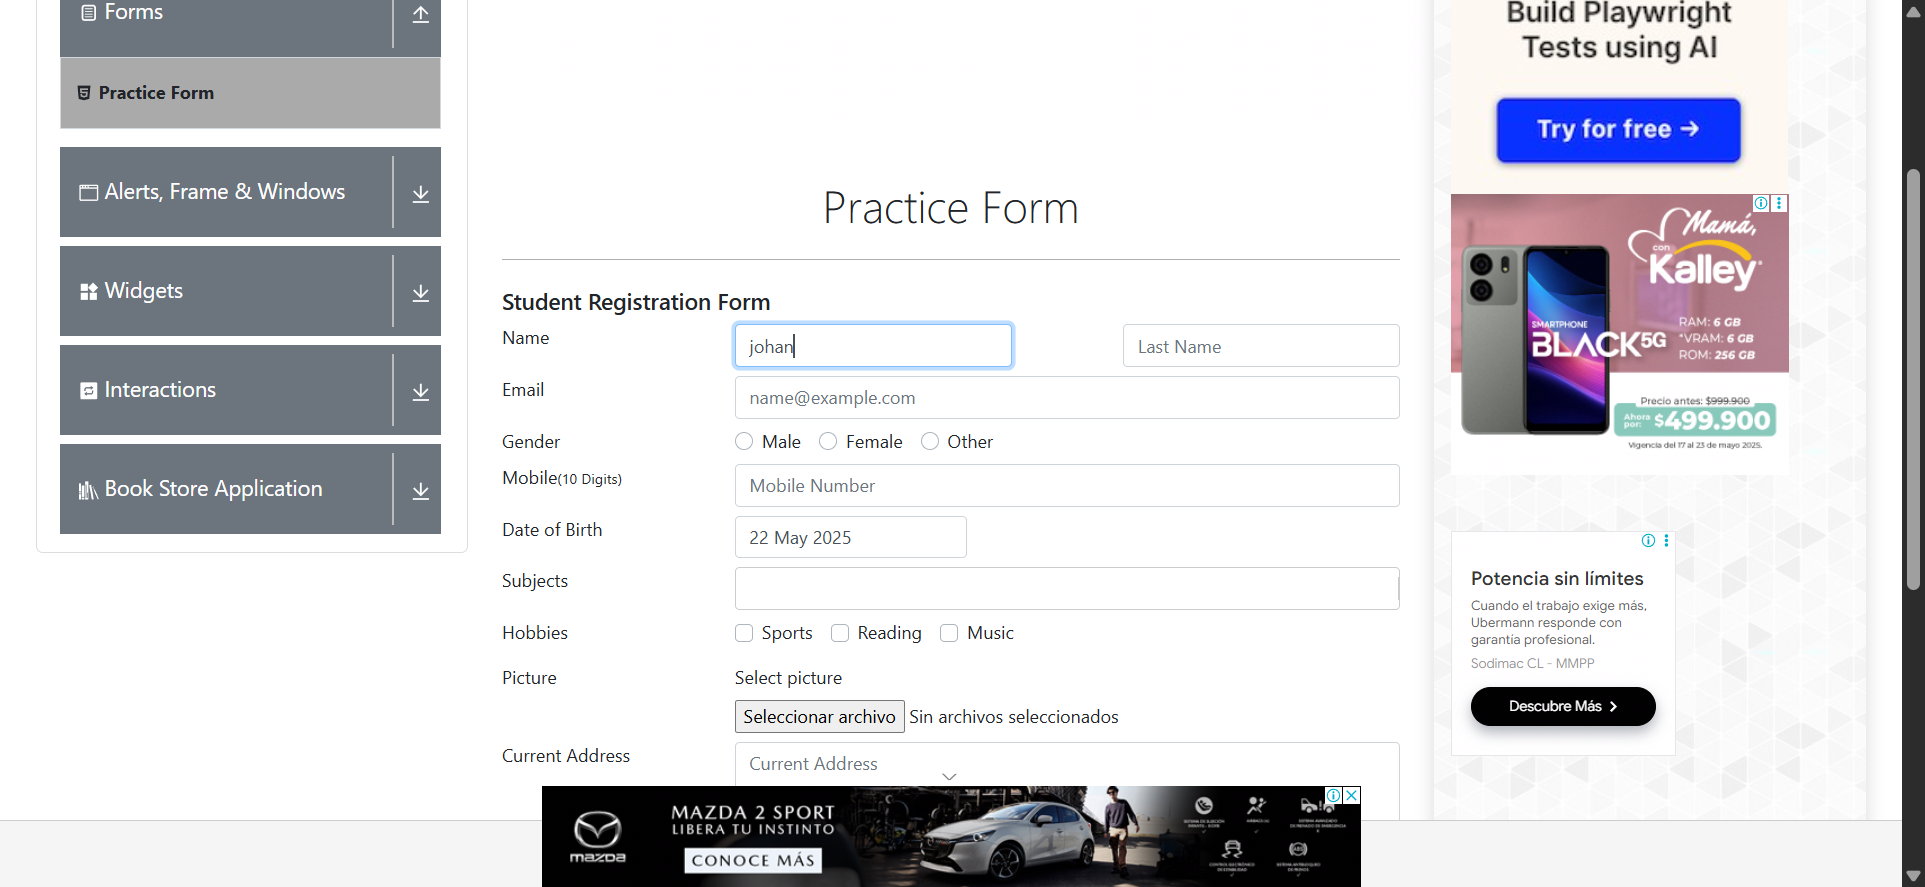 Forms
Practice Form
Alerts, Frame & Windows
Widgets
Interactions
Book Store Application
Practice Form
Student Registration Form
Name
johan
Last Name
Email
name@example.com
Gender
Male
Female
Other
Mobile(10 Digits)
Mobile Number
Date of Birth
22 May 2025
Subjects
Hobbies
Sports
Reading
Music
Picture
Select picture
Seleccionar archivo
Sin archivos seleccionados
Current Address
Current Address
Build Playwright
Tests using AI
Try for free →
Mamá,
con
Kalley
SMARTPHONE
BLACK5G
RAM: 6 GB
*VRAM: 6 GB
ROM: 256 GB
Precio antes: $999.900
Ahora
por:
$499.900
Vigencia del 17 al 23 de mayo 2025.
Potencia sin límites
Cuando el trabajo exige más,
Ubermann responde con
garantía profesional.
Sodimac CL - MMPP
Descubre Más
mazda
MAZDA 2 SPORT
LIBERA TU INSTINTO
CONOCE MÁS